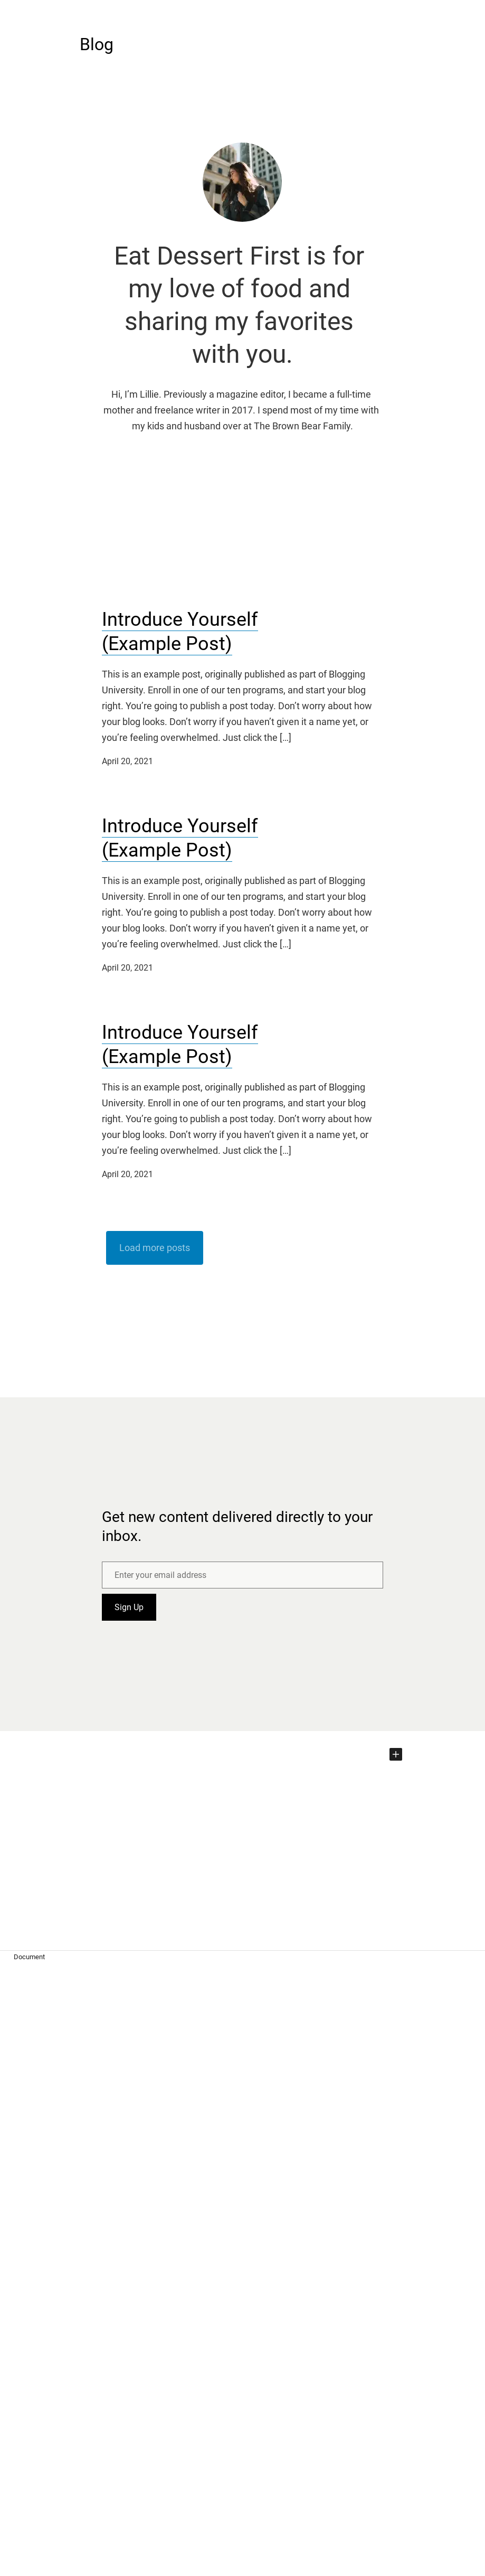 Blog
Eat Dessert First is for
my love of food and
sharing my favorites
with you.
Hi, I’m Lillie. Previously a magazine editor, I became a full-time
mother and freelance writer in 2017. I spend most of my time with
my kids and husband over at The Brown Bear Family.
Introduce Yourself
(Example Post)
This is an example post, originally published as part of Blogging
University. Enroll in one of our ten programs, and start your blog
right. You’re going to publish a post today. Don’t worry about how
your blog looks. Don’t worry if you haven’t given it a name yet, or
you’re feeling overwhelmed. Just click the […]
April 20, 2021
Introduce Yourself
(Example Post)
This is an example post, originally published as part of Blogging
University. Enroll in one of our ten programs, and start your blog
right. You’re going to publish a post today. Don’t worry about how
your blog looks. Don’t worry if you haven’t given it a name yet, or
you’re feeling overwhelmed. Just click the […]
April 20, 2021
Introduce Yourself
(Example Post)
This is an example post, originally published as part of Blogging
University. Enroll in one of our ten programs, and start your blog
right. You’re going to publish a post today. Don’t worry about how
your blog looks. Don’t worry if you haven’t given it a name yet, or
you’re feeling overwhelmed. Just click the […]
April 20, 2021
Load more posts
Get new content delivered directly to your
inbox.
Enter your email address
Sign Up
Document